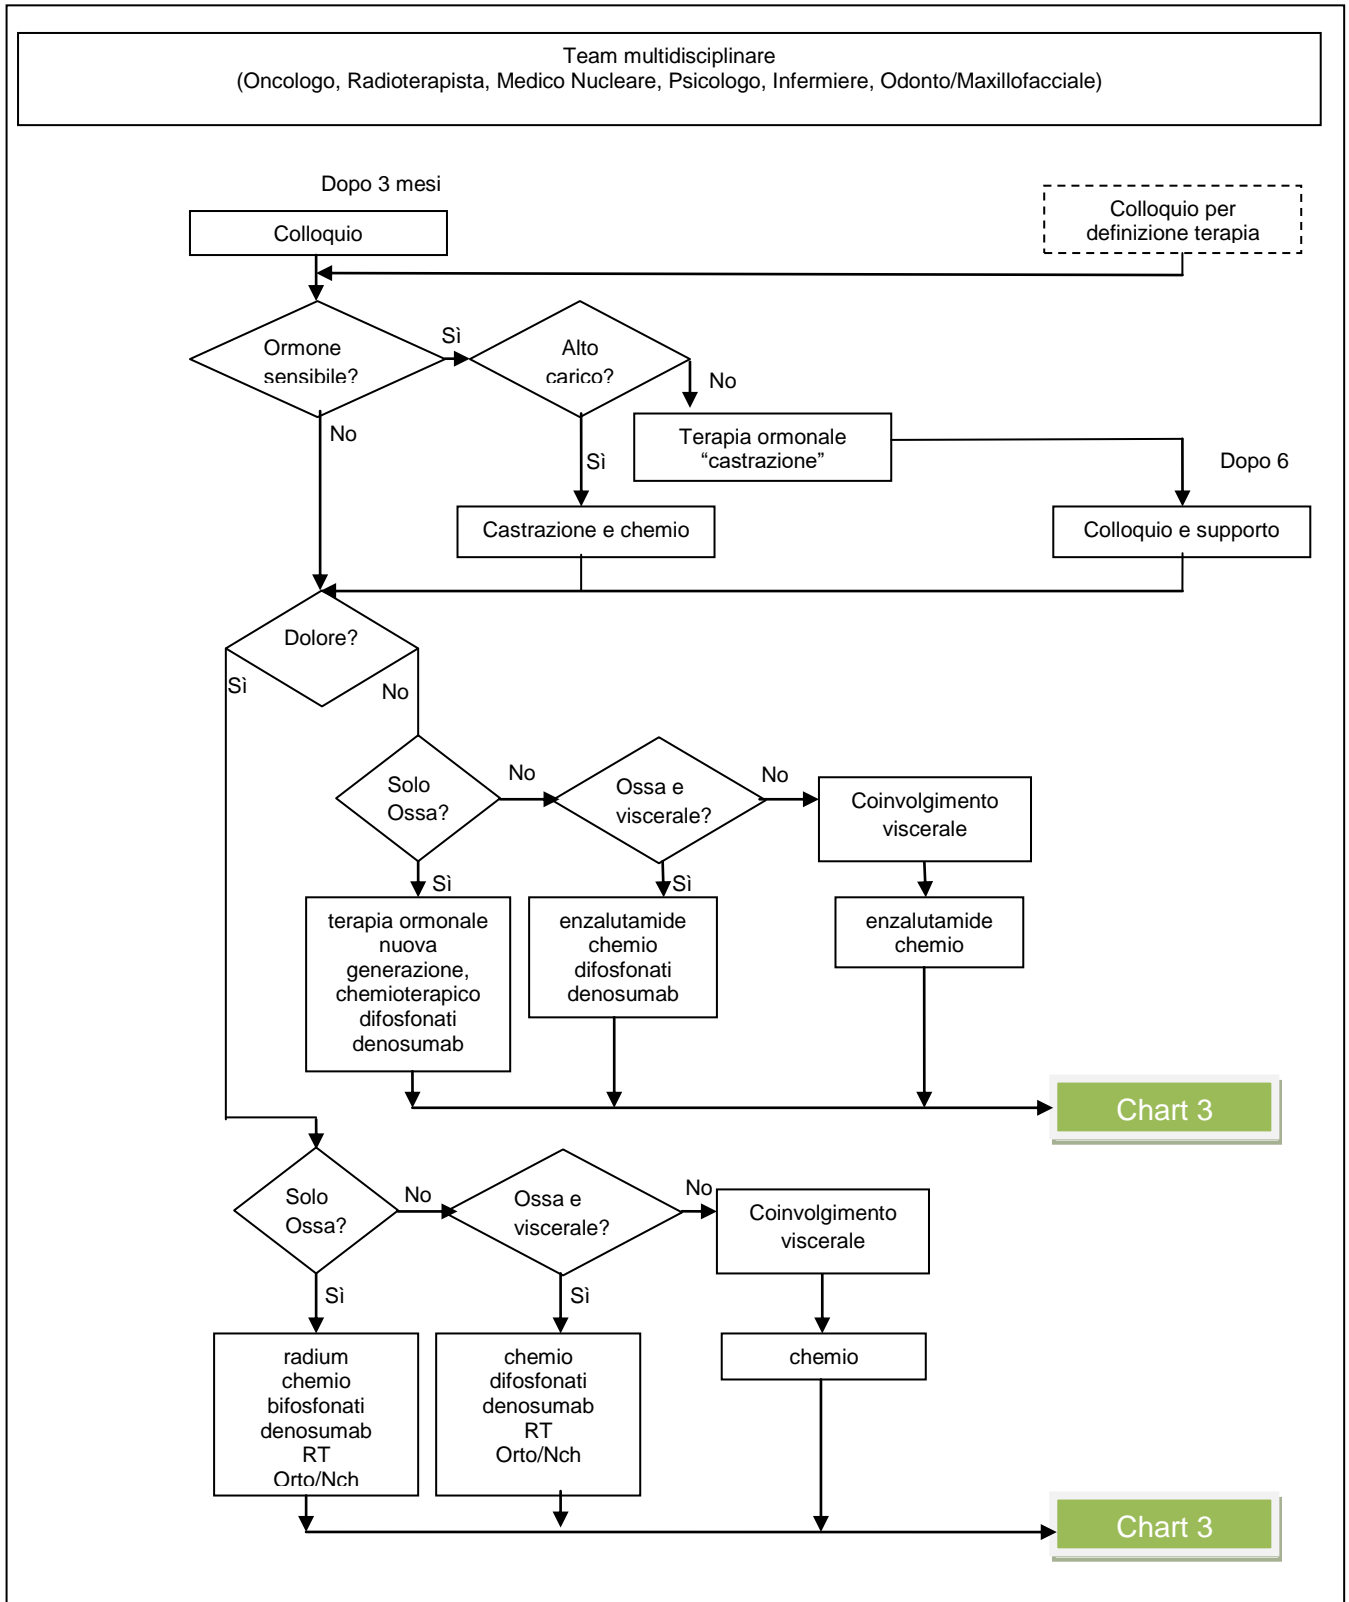 Team multidisciplinare
(Oncologo, Radioterapista, Medico Nucleare, Psicologo, Infermiere, Odonto/Maxillofacciale)
Dopo 3 mesi
Colloquio
Colloquio per
definizione terapia
Ormone
sensibile?
Sì
Alto
carico?
No
No
Sì
Terapia ormonale
“castrazione”
Dopo 6
Castrazione e chemio
Colloquio e supporto
Dolore?
Sì
No
Solo
Ossa?
No
Ossa e
viscerale?
No
Coinvolgimento
viscerale
Sì
Sì
terapia ormonale
nuova
generazione,
chemioterapico
difosfonati
denosumab
enzalutamide
chemio
difosfonati
denosumab
enzalutamide
chemio
Chart 3
Solo
Ossa?
No
Ossa e
viscerale?
No
Coinvolgimento
viscerale
Sì
Sì
radium
chemio
bifosfonati
denosumab
RT
Orto/Nch
chemio
difosfonati
denosumab
RT
Orto/Nch
chemio
Chart 3